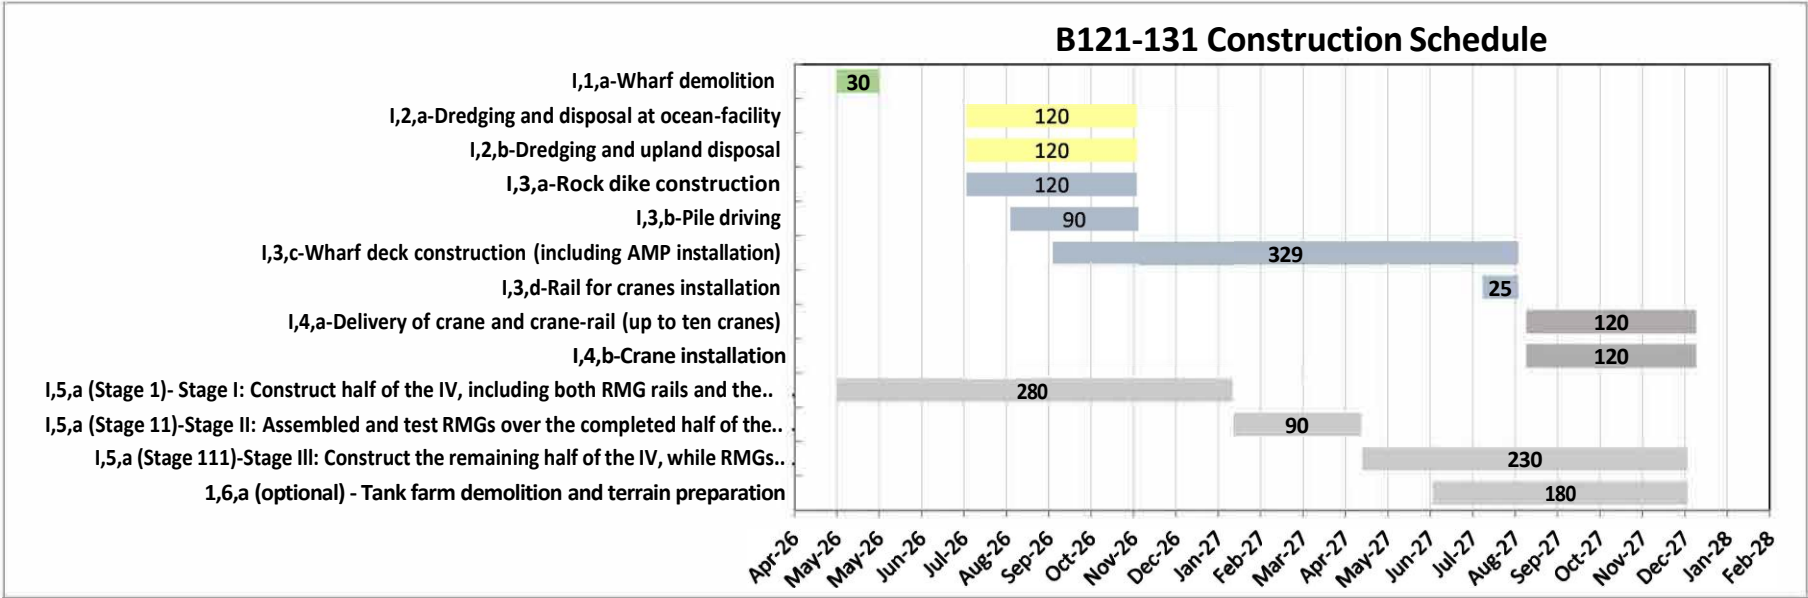 B121-131 Construction Schedule
I,1,a-Wharf demolition 30
I,2,a-Dredging and disposal at ocean-facility 120
I,2,b-Dredging and upland disposal 120
I,3,a-Rock dike construction 120
I,3,b-Pile driving 90
I,3,c-Wharf deck construction (including AMP installation) 329
I,3,d-Rail for cranes installation 25
I,4,a-Delivery of crane and crane-rail (up to ten cranes) 120
I,4,b-Crane installation 120
I,5,a (Stage 1)- Stage I: Construct half of the IV, including both RMG rails and the.. 280
I,5,a (Stage 11)-Stage II: Assembled and test RMGs over the completed half of the.. 90
I,5,a (Stage 111)-Stage Ill: Construct the remaining half of the IV, while RMGs.. 230
1,6,a (optional) - Tank farm demolition and terrain preparation 180
Apr-26 May-26 May-26 Jun-26 Jul-26 Aug-26 Sep-26 Oct-26 Nov-26 Dec-26 Jan-27 Feb-27 Mar-27 Apr-27 May-27 Jun-27 Jul-27 Aug-27 Sep-27 Oct-27 Nov-27 Dec-27 Jan-28 Feb-28